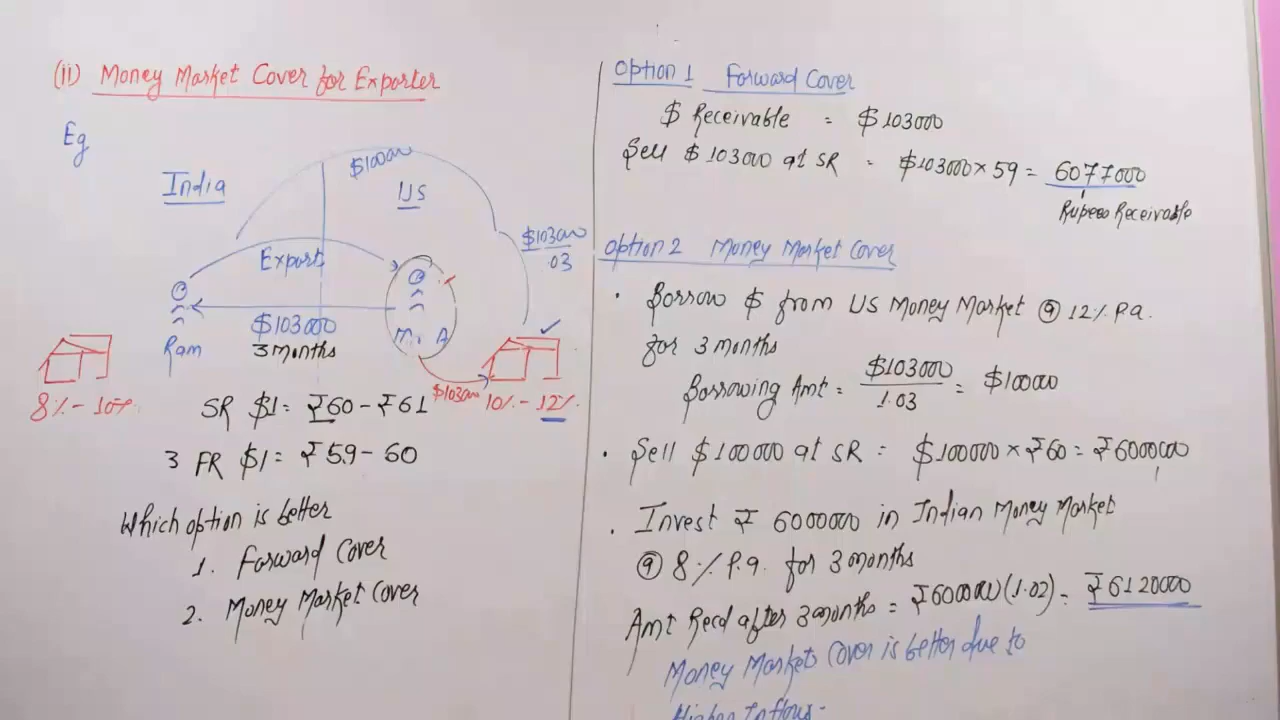 (ii) Money Market Cover for Exporter
Eg
India
US
$100000
$103000
.03
Export
$103000
3 months
Ram
Mr. A
$103000
8%-10%.
10%-12%.
SR $1 = ₹60 - ₹61
3 FR $1 = ₹59 - 60
Which option is better
1. Forward Cover
2. Money Market Cover
Option 1 Forward Cover
$ Receivable = $103000
Sell $103000 at SR = $103000 × 59 = 6077000
Rupees Receivable
Option 2 Money Market Cover
• Borrow $ from US Money Market @ 12% P.a.
for 3 months
Borrowing Amt = $103000 / 1.03 = $100000
• Sell $100000 at SR = $100000 × ₹60 = ₹6000000
• Invest ₹ 6000000 in Indian Money Market
@ 8% P.a. for 3 months
Amt Recd after 3 months = ₹6000000 (1.02) = ₹6120000
Money Market Cover is better due to
Higher Inflows.